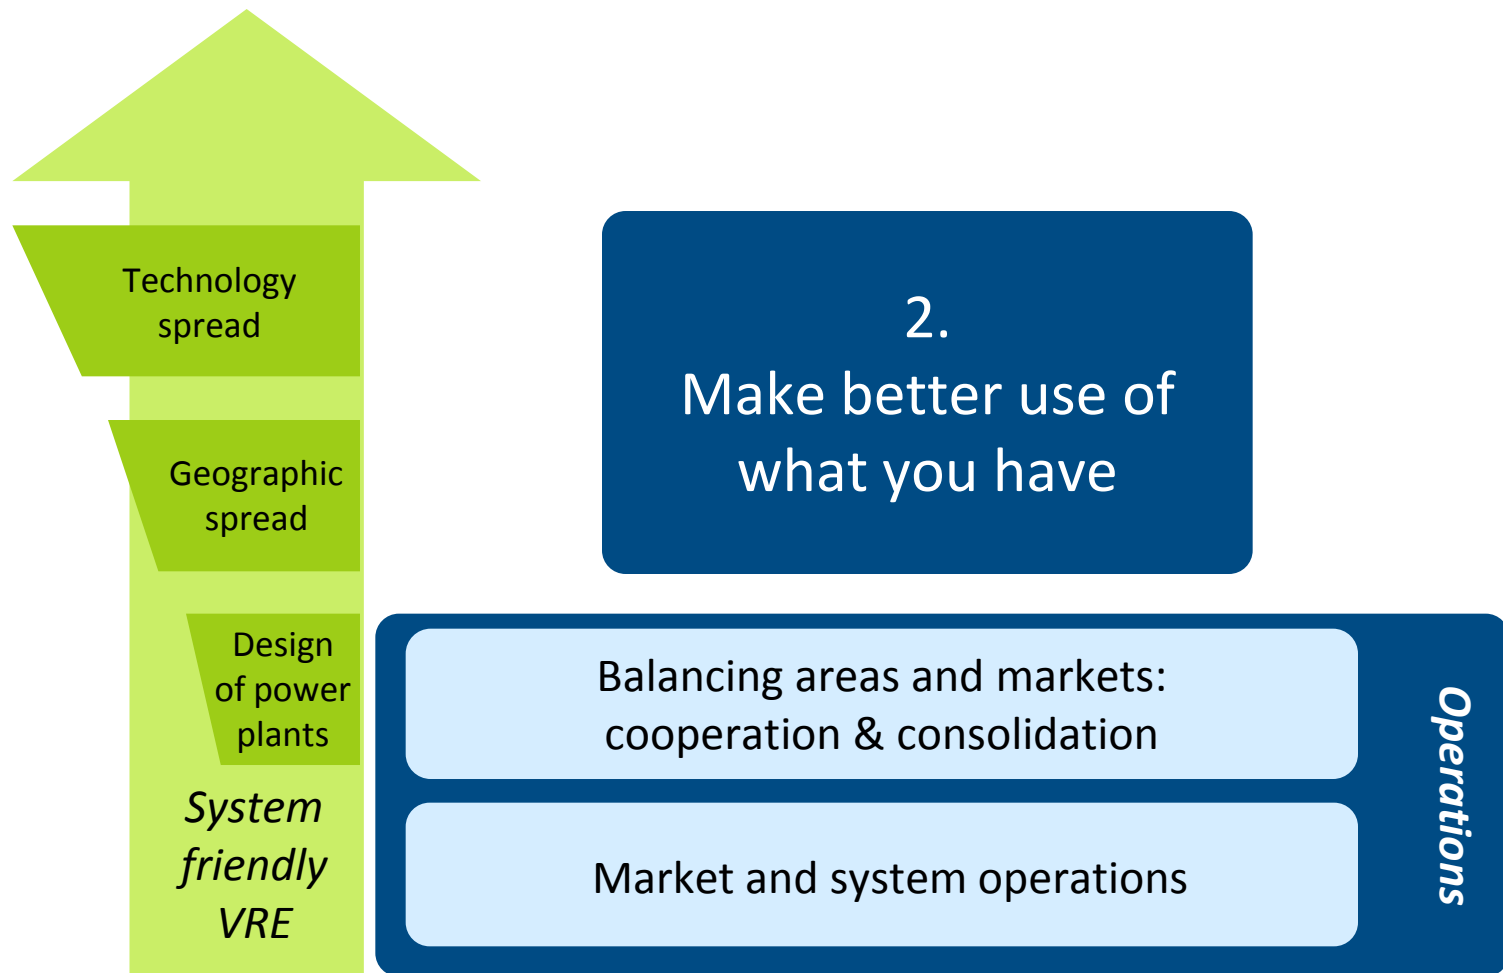 Technology
spread
Geographic
spread
Design
of power
plants
System
friendly
VRE
2.
Make better use of
what you have
Balancing areas and markets:
cooperation & consolidation
Market and system operations
Operations